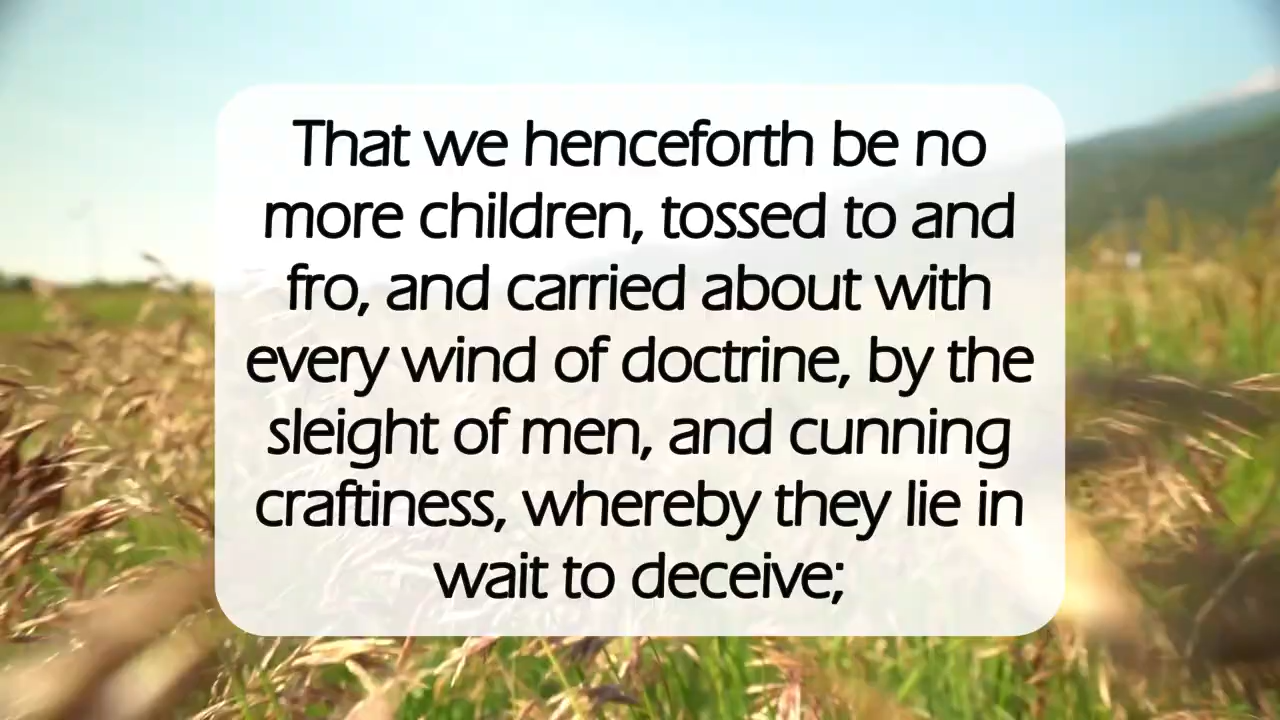 That we henceforth be no
more children, tossed to and
fro, and carried about with
every wind of doctrine, by the
sleight of men, and cunning
craftiness, whereby they lie in
wait to deceive;